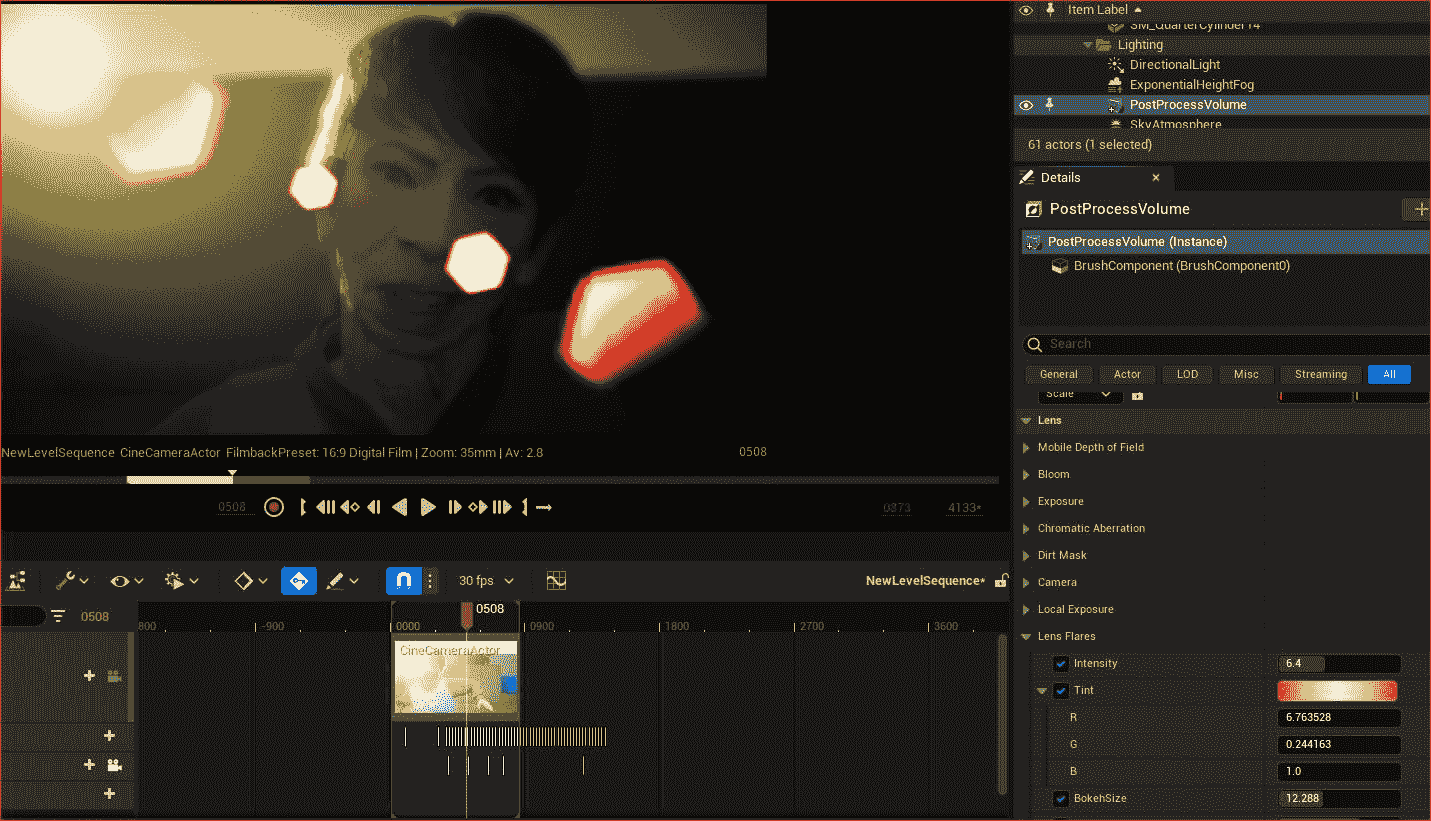 Item Label
SM_QuarterCylinder14
Lighting
DirectionalLight
ExponentialHeightFog
PostProcessVolume
SkyAtmosphere
61 actors (1 selected)
Details
PostProcessVolume
PostProcessVolume (Instance)
BrushComponent (BrushComponent0)
Search
General Actor LOD Misc Streaming All
Scale
Lens
Mobile Depth of Field
Bloom
Exposure
Chromatic Aberration
Dirt Mask
Camera
Local Exposure
Lens Flares
Intensity 6.4
Tint
R 6.763528
G 0.244163
B 1.0
BokehSize 12.288
NewLevelSequence CineCameraActor FilmbackPreset: 16:9 Digital Film | Zoom: 35mm | Av: 2.8 0508
0508 0873 4133*
30 fps NewLevelSequence*
0508 0508
800 -900 0000 0900 1800 2700 3600
CineCameraActor